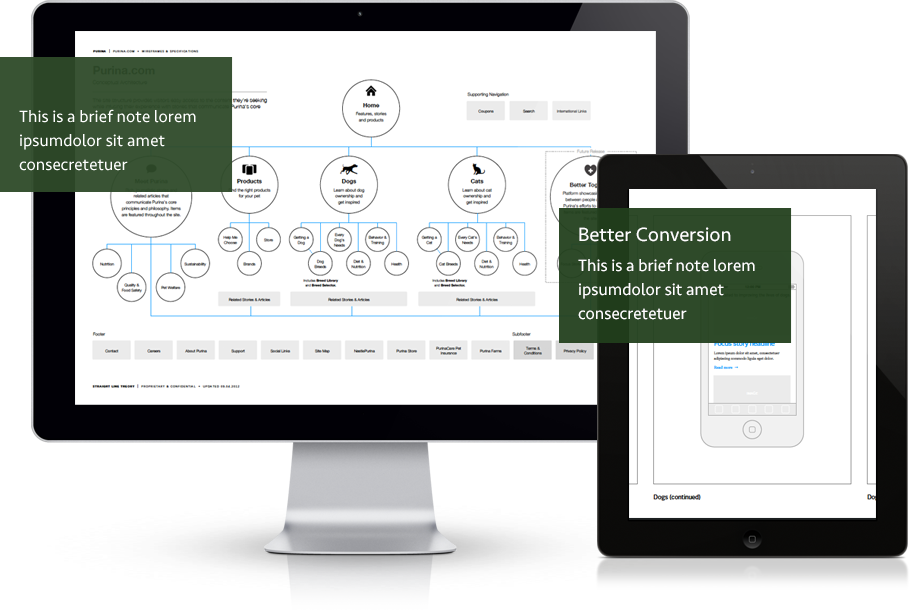 PURINA | PURINA.COM • WIREFRAMES & SPECIFICATIONS
Purina.com
they're seeking
Purina's core
This is a brief note lorem
ipsumdolor sit amet
consecretetuer
Home
Features, stories
and products
Supporting Navigation
Coupons
Search
International Links
Future Release
related articles that
communicate Purina's core
principles and philosophy. Items
are featured throughout the site.
Products
Find the right products
for your pet
Dogs
Learn about dog
ownership and
get inspired
Cats
Learn about cat
ownership and
get inspired
Better Tog
Platform showcas
between people
Purina's efforts to
Nutrition
Quality &
Food Safety
Pet Welfare
Sustainability
Help Me
Choose
Brands
Store
Getting a
Dog
Dog
Breeds
Every
Dog's
Needs
Diet &
Nutrition
Behavior &
Training
Health
Includes Breed Library
and Breed Selector.
Getting a
Cat
Cat Breeds
Every Cat's
Needs
Diet &
Nutrition
Behavior &
Training
Health
Includes Breed Library
and Breed Selector.
Related Stories & Articles
Related Stories & Articles
Related Stories & Articles
Footer
Contact
Careers
About Purina
Support
Social Links
Site Map
NestlePurina
Purina Store
PurinaCare Pet
Insurance
Purina Farms
Subfooter
Terms &
Conditions
Privacy Policy
STRAIGHT LINE THEORY | PROPRIETARY & CONFIDENTIAL • UPDATED 05.04.2012
Better Conversion
This is a brief note lorem
ipsumdolor sit amet
consecretetuer
Focus story headline
Lorem ipsum dolor sit amet, consectetuer
adipiscing commodo ligula eget dolor.
Read more →
Dogs (continued)
Dog